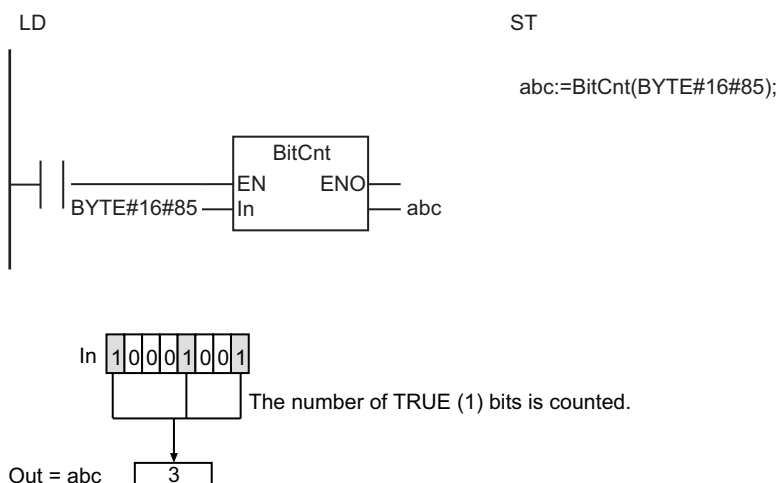 LD
ST
abc:=BitCnt(BYTE#16#85);
BitCnt
EN ENO
BYTE#16#85 In abc
In 1 0 0 0 1 0 0 1
The number of TRUE (1) bits is counted.
Out = abc 3